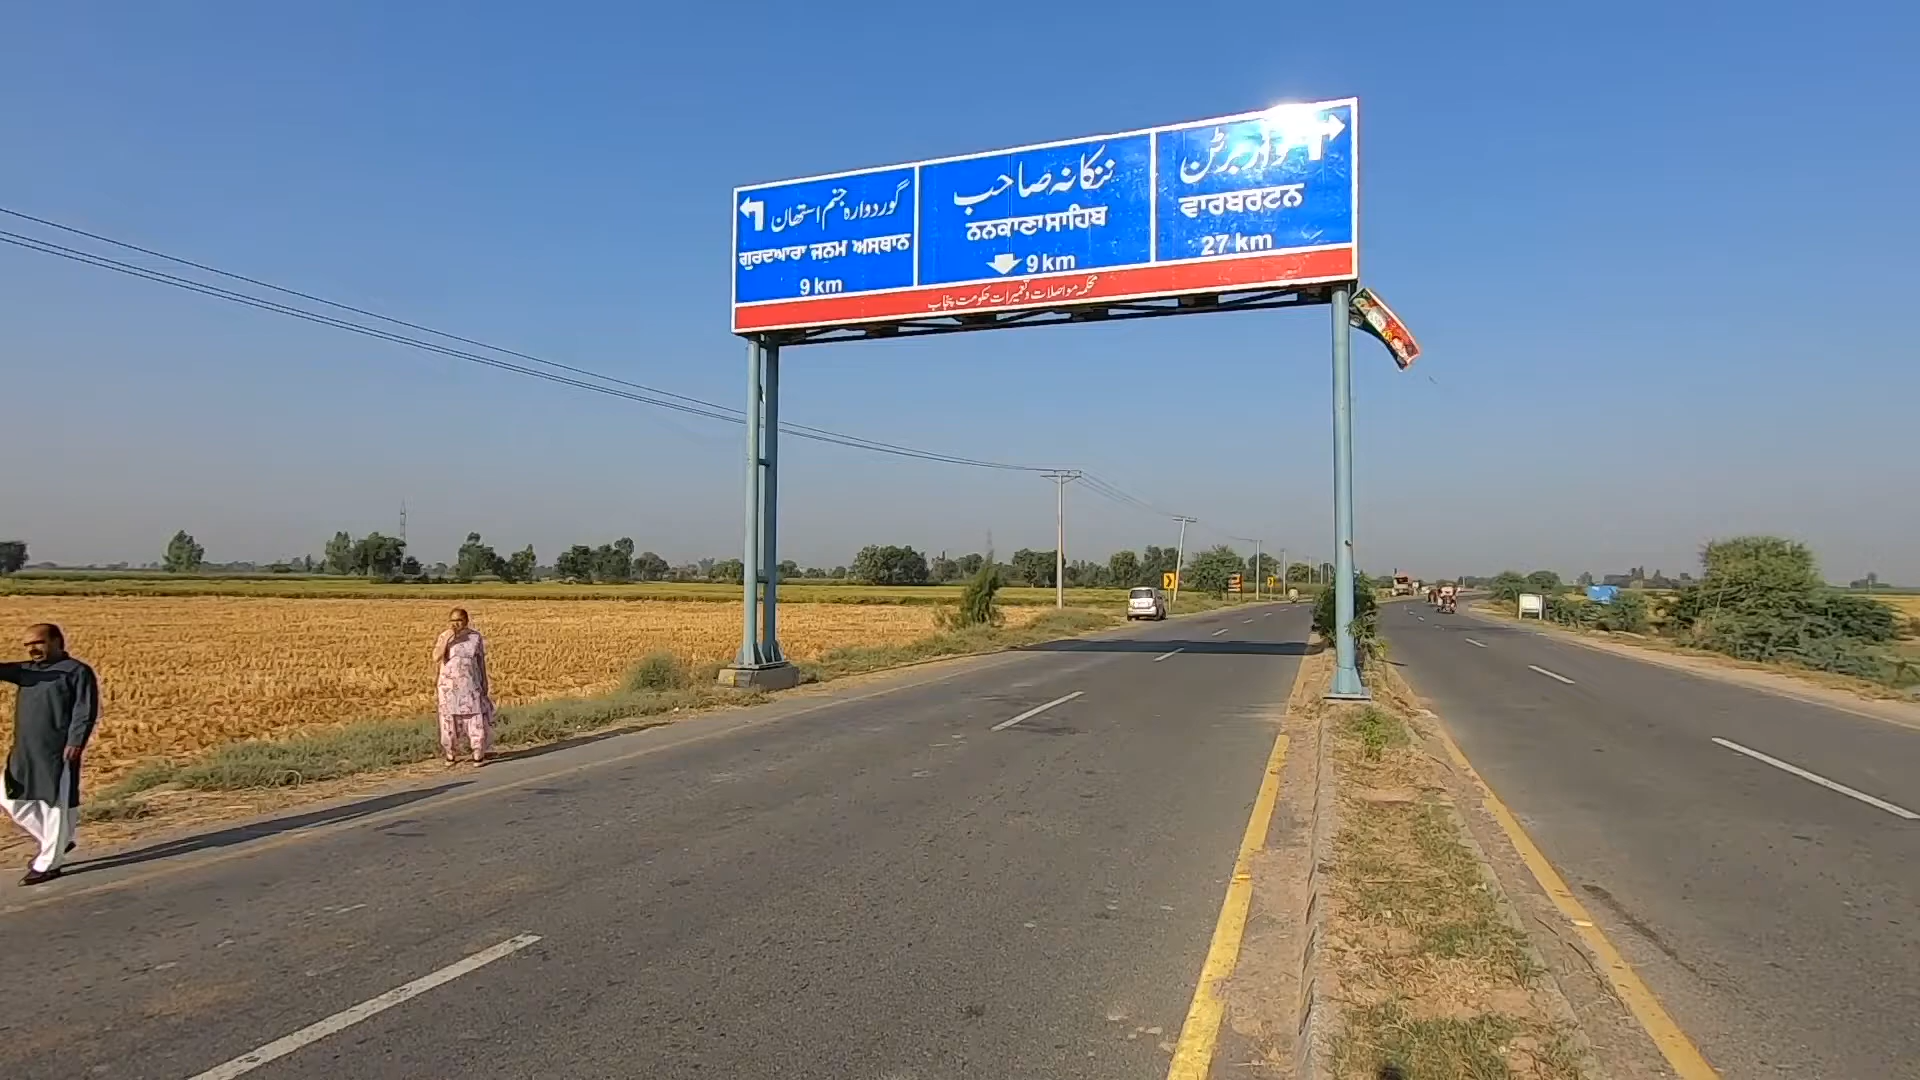 گوردوارہ جنم استھان
ਗੁਰਦੁਆਰਾ ਜਨਮ ਅਸਥਾਨ
9 km
ننکانہ صاحب
ਨਨਕਾਣਾ ਸਾਹਿਬ
9 km
واربرٹن
ਵਾਰਬਰਟਨ
27 km
محکمہ مواصلات و تعمیرات حکومت پنجاب